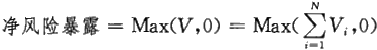 净风险暴露 = Max(V,0) = Max(∑_{i=1}^{N} V_i,0)